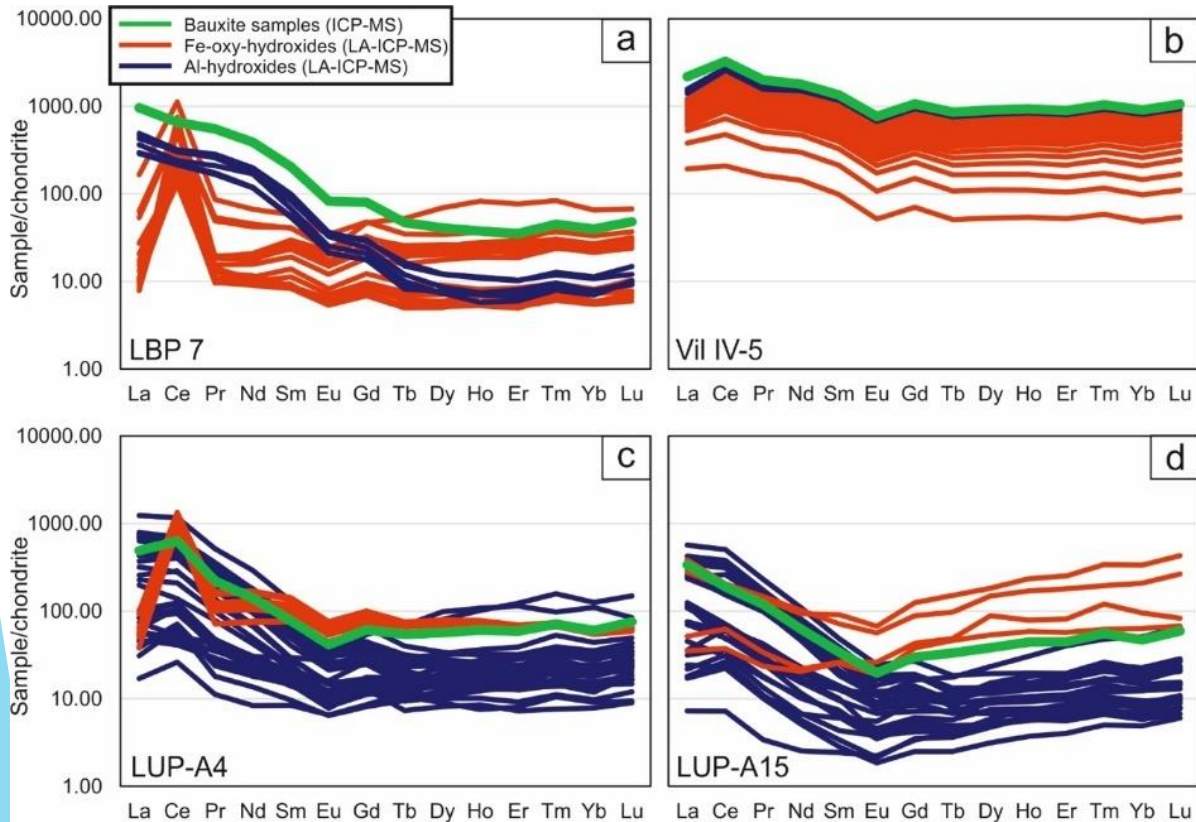 Bauxite samples (ICP-MS)
Fe-oxy-hydroxides (LA-ICP-MS)
Al-hydroxides (LA-ICP-MS)
a
b
10000.00
1000.00
100.00
10.00
1.00
Sample/chondrite
LBP 7
Vil IV-5
La Ce Pr Nd Sm Eu Gd Tb Dy Ho Er Tm Yb Lu
La Ce Pr Nd Sm Eu Gd Tb Dy Ho Er Tm Yb Lu
c
d
10000.00
1000.00
100.00
10.00
1.00
Sample/chondrite
LUP-A4
LUP-A15
La Ce Pr Nd Sm Eu Gd Tb Dy Ho Er Tm Yb Lu
La Ce Pr Nd Sm Eu Gd Tb Dy Ho Er Tm Yb Lu